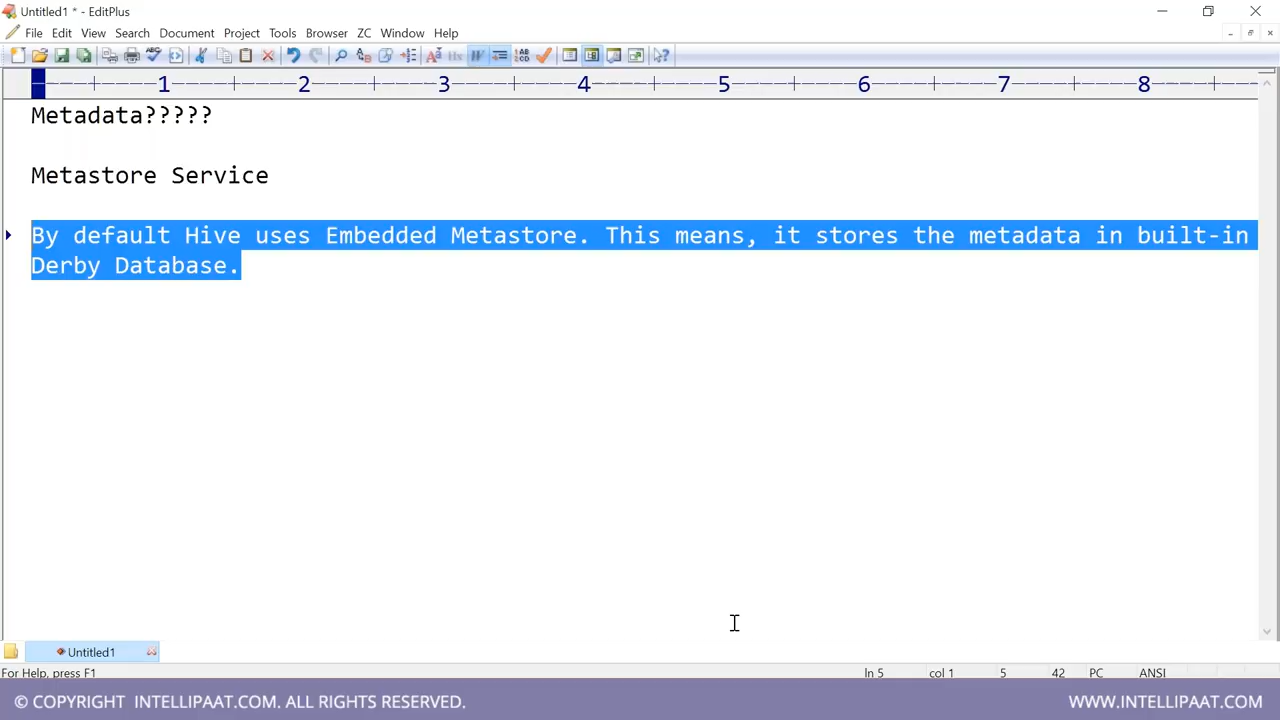 Untitled1 * - EditPlus
File Edit View Search Document Project Tools Browser ZC Window Help
1 2 3 4 5 6 7 8
Metadata?????
Metastore Service
By default Hive uses Embedded Metastore. This means, it stores the metadata in built-in
Derby Database.
Untitled1
For Help, press F1 ln 5 col 1 5 42 PC ANSI
© COPYRIGHT INTELLIPAAT.COM. ALL RIGHTS RESERVED. WWW.INTELLIPAAT.COM